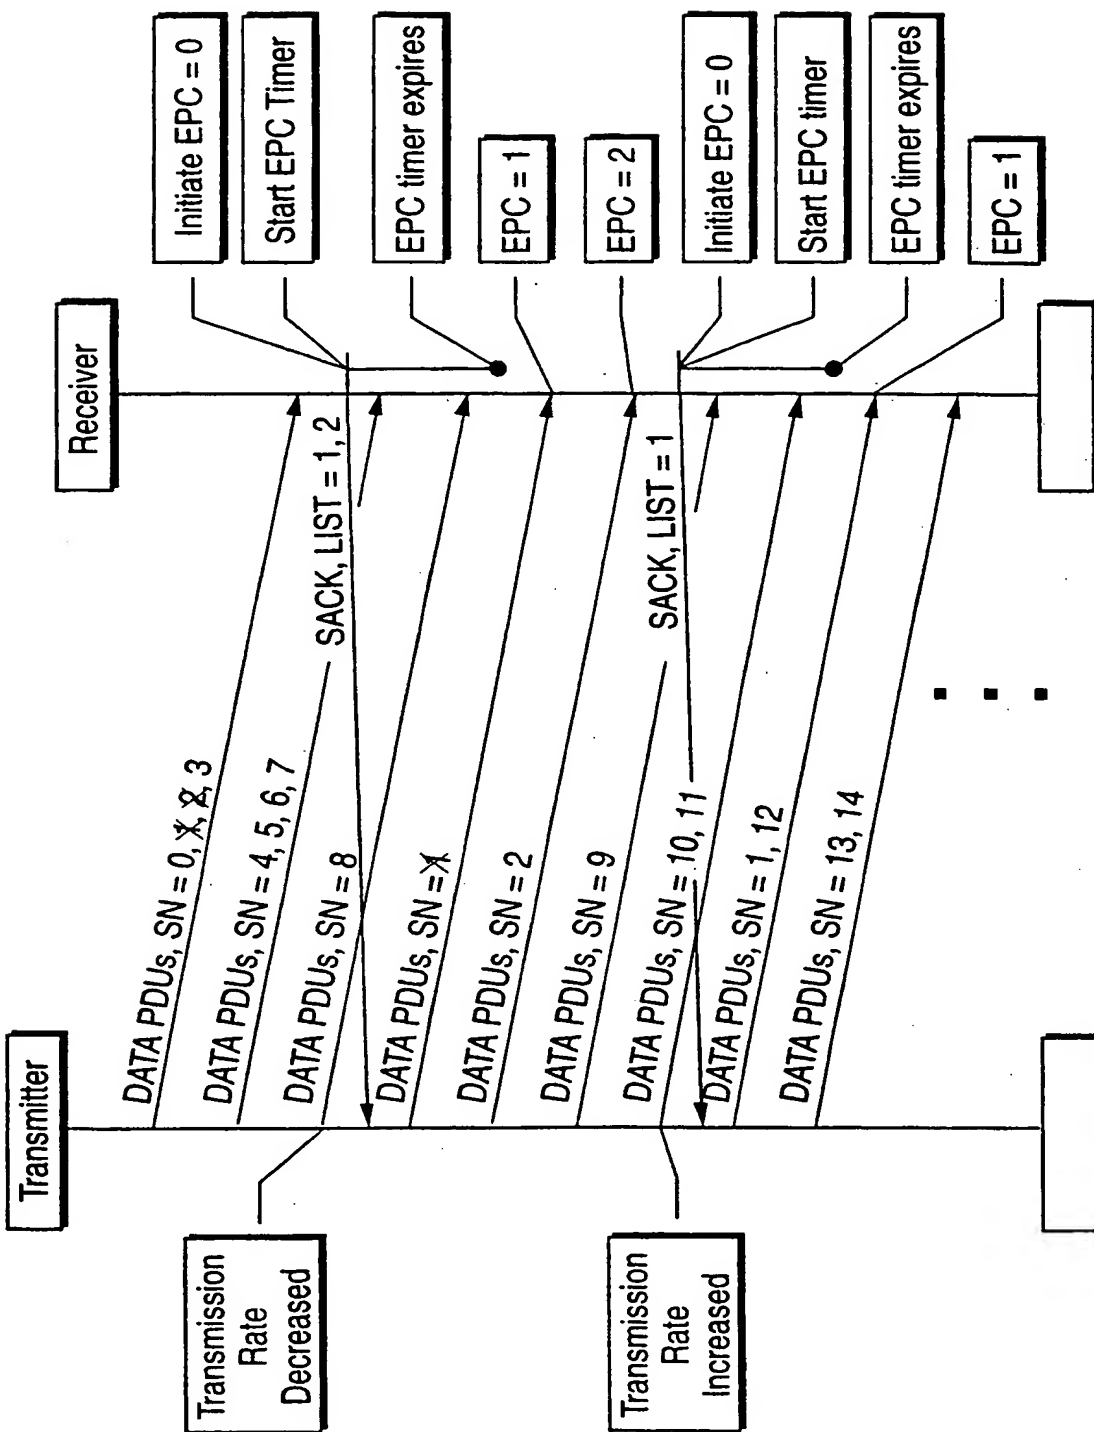 Transmitter
Receiver
Initiate EPC = 0
Start EPC Timer
EPC timer expires
EPC = 1
EPC = 2
Initiate EPC = 0
Start EPC timer
EPC timer expires
EPC = 1
DATA PDUs, SN = 0, 1, 2, 3
DATA PDUs, SN = 4, 5, 6, 7
SACK, LIST = 1, 2
DATA PDUs, SN = 8
DATA PDUs, SN = 1
DATA PDUs, SN = 2
DATA PDUs, SN = 9
SACK, LIST = 1
DATA PDUs, SN = 10, 11
DATA PDUs, SN = 1, 12
DATA PDUs, SN = 13, 14
Transmission
Rate
Decreased
Transmission
Rate
Increased